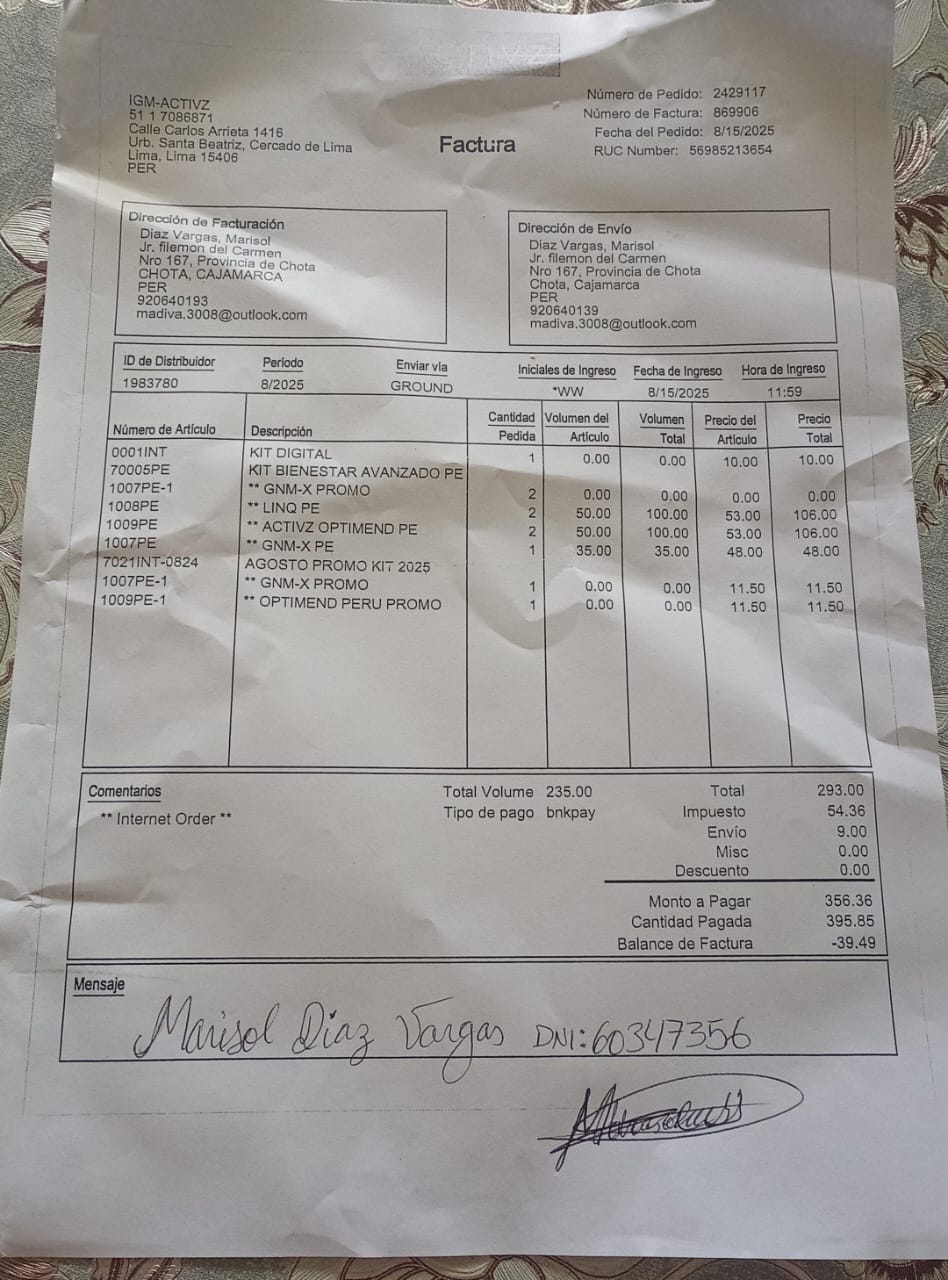 IGM-ACTIVZ
51 1 7086871
Calle Carlos Arrieta 1416
Urb. Santa Beatriz, Cercado de Lima
Lima, Lima 15406
PER
Factura
Número de Pedido: 2429117
Número de Factura: 869906
Fecha del Pedido: 8/15/2025
RUC Number: 56985213654
Dirección de Facturación
Diaz Vargas, Marisol
Jr. filemon del Carmen
Nro 167, Provincia de Chota
CHOTA, CAJAMARCA
PER
920640193
madiva.3008@outlook.com
Dirección de Envío
Diaz Vargas, Marisol
Jr. filemon del Carmen
Nro 167, Provincia de Chota
Chota, Cajamarca
PER
920640139
madiva.3008@outlook.com
ID de Distribuidor Período Enviar vía Iniciales de Ingreso Fecha de Ingreso Hora de Ingreso
1983780 8/2025 GROUND *WW 8/15/2025 11:59
Número de Artículo Descripción Cantidad Pedida Volumen del Artículo Volumen Total Precio del Artículo Precio Total
0001INT KIT DIGITAL 1 0.00 0.00 10.00 10.00
70005PE KIT BIENESTAR AVANZADO PE
1007PE-1 ** GNM-X PROMO 2 0.00 0.00 0.00 0.00
1008PE ** LINQ PE 2 50.00 100.00 53.00 106.00
1009PE ** ACTIVZ OPTIMEND PE 2 50.00 100.00 53.00 106.00
1007PE ** GNM-X PE 1 35.00 35.00 48.00 48.00
7021INT-0824 AGOSTO PROMO KIT 2025
1007PE-1 ** GNM-X PROMO 1 0.00 0.00 11.50 11.50
1009PE-1 ** OPTIMEND PERU PROMO 1 0.00 0.00 11.50 11.50
Comentarios
** Internet Order **
Total Volume 235.00
Tipo de pago bnkpay
Total 293.00
Impuesto 54.36
Envío 9.00
Misc 0.00
Descuento 0.00
Monto a Pagar 356.36
Cantidad Pagada 395.85
Balance de Factura -39.49
Mensaje
Marisol Diaz Vargas DNI:60347356